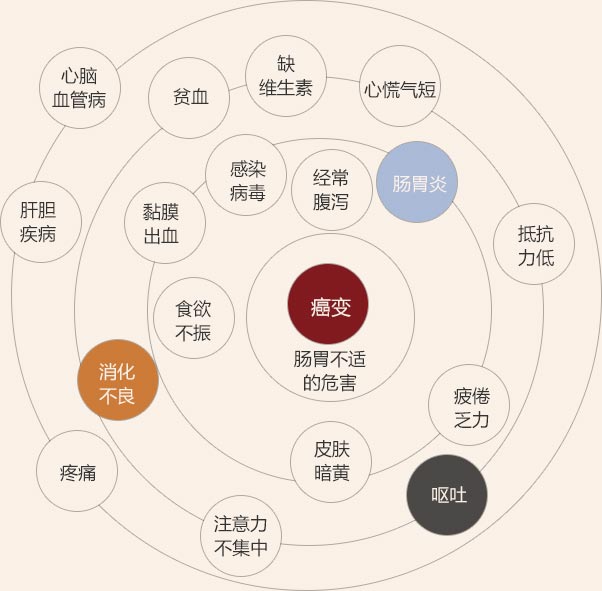 心脑
血管病
贫血
缺
维生素
心慌气短
感染
病毒
经常
腹泻
肠胃炎
肝胆
疾病
黏膜
出血
抵抗
力低
食欲
不振
癌变
肠胃不适
的危害
消化
不良
疲倦
乏力
皮肤
暗黄
疼痛
呕吐
注意力
不集中